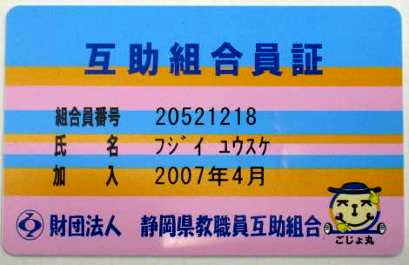 互助組合員証
組合員番号 20521218
氏名 フジイ ユウスケ
加入 2007年4月
財団法人 静岡県教職員互助組合
ごじょ丸